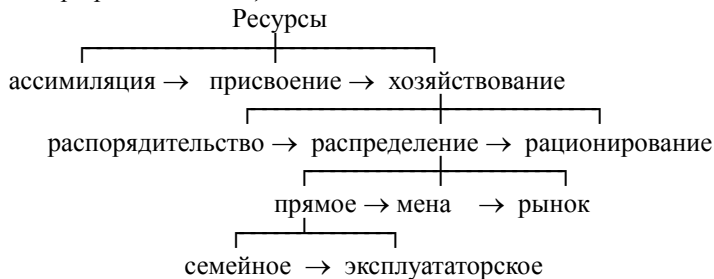 Ресурсы
ассимиляция → присвоение → хозяйствование
распорядительство → распределение → рационирование
прямое → мена → рынок
семейное → эксплуататорское